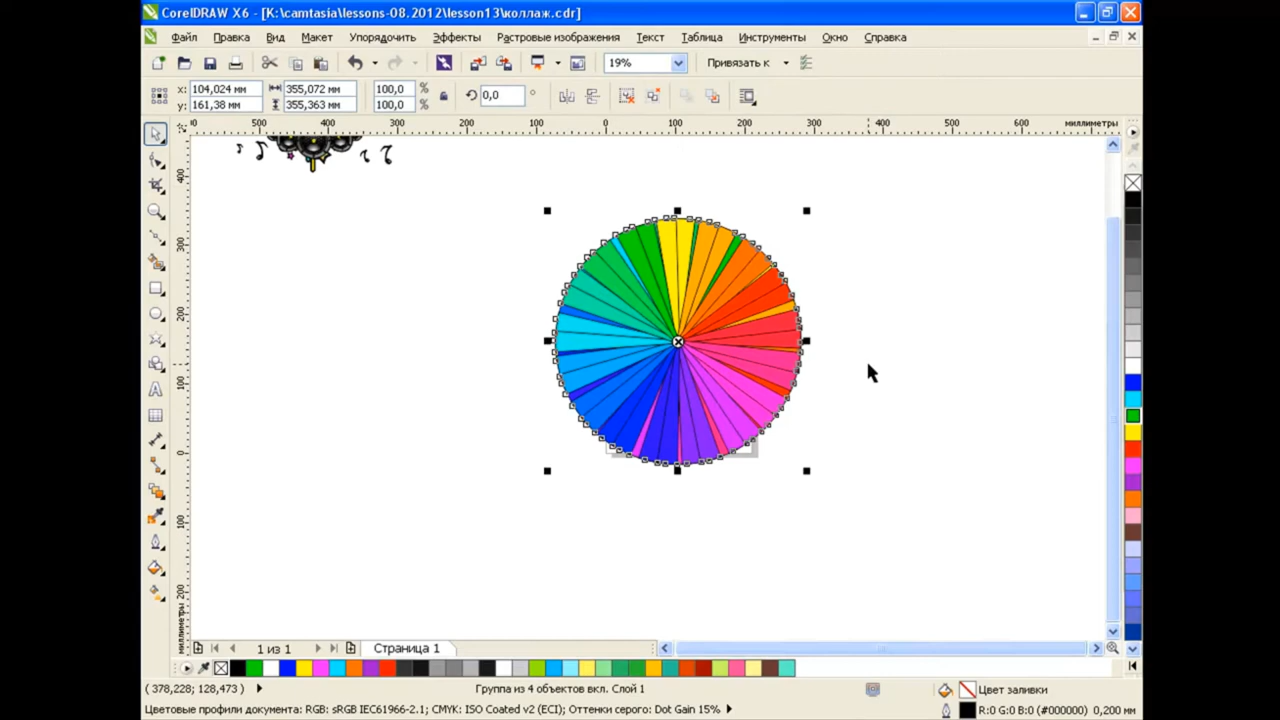 CorelDRAW X6 - [K:\camtasia\lessons-08.2012\lesson13\коллаж.cdr]
Файл Правка Вид Макет Упорядочить Эффекты Растровые изображения Текст Таблица Инструменты Окно Справка
19% Привязать к
x: 104,024 мм 355,072 мм 100,0 % 0,0 °
y: 161,38 мм 355,363 мм 100,0 %
500 400 300 200 100 0 100 200 300 400 500 600 миллиметры
400
300
200
100
0
100
200
миллиметры
1 из 1 Страница 1
( 378,228; 128,473 ) Группа из 4 объектов вкл. Слой 1 Цвет заливки
Цветовые профили документа: RGB: sRGB IEC61966-2.1; CMYK: ISO Coated v2 (ECI); Оттенки серого: Dot Gain 15% R:0 G:0 B:0 (#000000) 0,200 мм